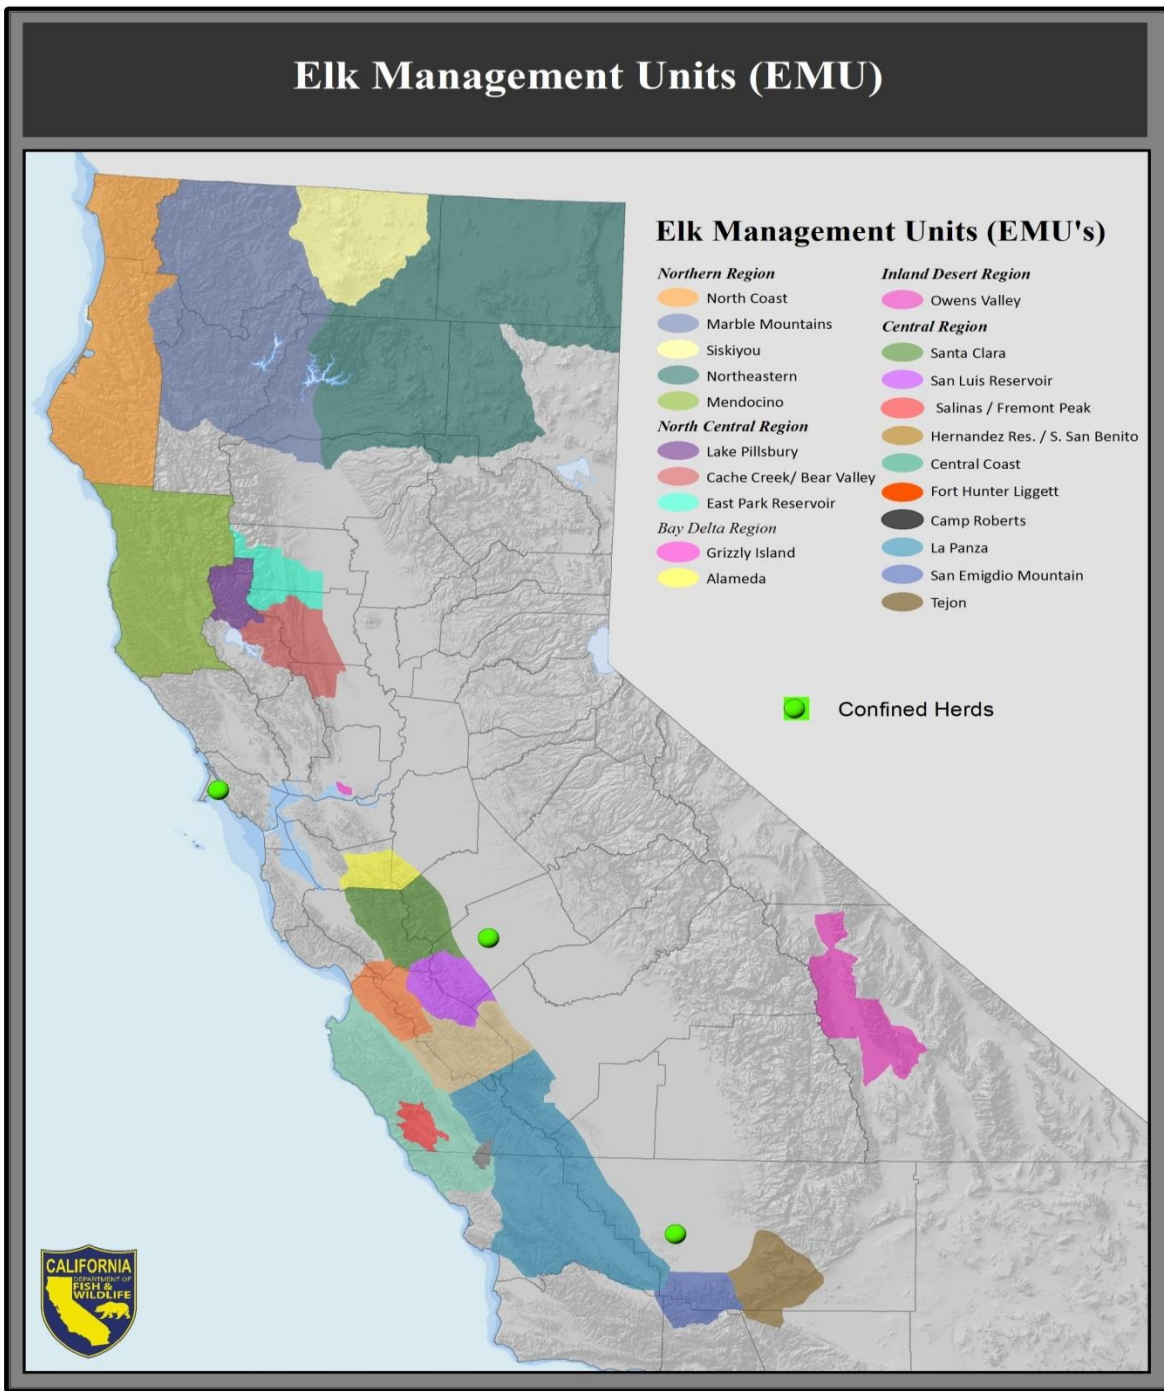 Elk Management Units (EMU)
Elk Management Units (EMU's)
Northern Region
North Coast
Marble Mountains
Siskiyou
Northeastern
Mendocino
North Central Region
Lake Pillsbury
Cache Creek/ Bear Valley
East Park Reservoir
Bay Delta Region
Grizzly Island
Alameda
Inland Desert Region
Owens Valley
Central Region
Santa Clara
San Luis Reservoir
Salinas / Fremont Peak
Hernandez Res. / S. San Benito
Central Coast
Fort Hunter Liggett
Camp Roberts
La Panza
San Emigdio Mountain
Tejon
Confined Herds
CALIFORNIA
DEPARTMENT OF
FISH &
WILDLIFE